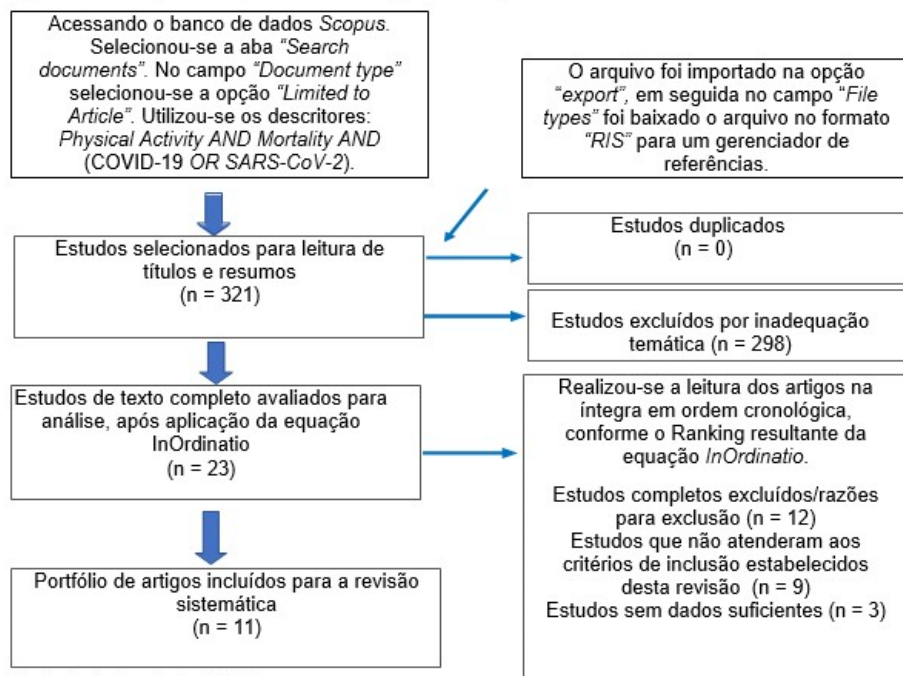 Acessando o banco de dados Scopus.
Selecionou-se a aba “Search
documents”. No campo “Document type”
selecionou-se a opção “Limited to
Article”. Utilizou-se os descritores:
Physical Activity AND Mortality AND
(COVID-19 OR SARS-CoV-2).
O arquivo foi importado na opção
“export”, em seguida no campo “File
types” foi baixado o arquivo no formato
“RIS” para um gerenciador de
referências.
Estudos selecionados para leitura de
títulos e resumos
(n = 321)
Estudos duplicados
(n = 0)
Estudos excluídos por inadequação
temática (n = 298)
Estudos de texto completo avaliados para
análise, após aplicação da equação
InOrdinatio
(n = 23)
Realizou-se a leitura dos artigos na
íntegra em ordem cronológica,
conforme o Ranking resultante da
equação InOrdinatio.
Estudos completos excluídos/razões
para exclusão (n = 12)
Estudos que não atenderam aos
critérios de inclusão estabelecidos
desta revisão (n = 9)
Estudos sem dados suficientes (n = 3)
Portfólio de artigos incluídos para a revisão
sistemática
(n = 11)